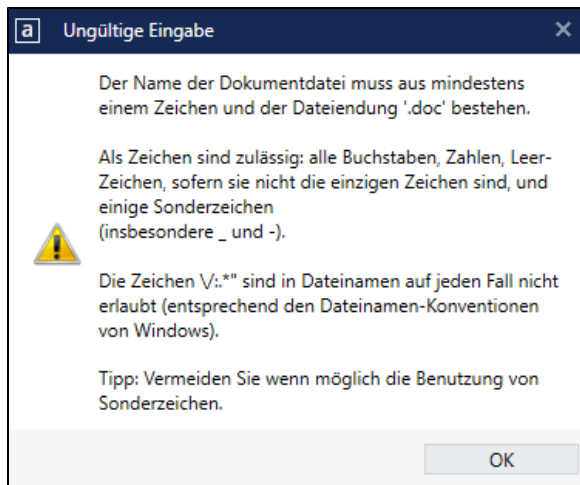 a Ungültige Eingabe
Der Name der Dokumentdatei muss aus mindestens
einem Zeichen und der Dateiendung '.doc' bestehen.
Als Zeichen sind zulässig: alle Buchstaben, Zahlen, Leer-
Zeichen, sofern sie nicht die einzigen Zeichen sind, und
einige Sonderzeichen
(insbesondere _ und -).
Die Zeichen \/:.*" sind in Dateinamen auf jeden Fall nicht
erlaubt (entsprechend den Dateinamen-Konventionen
von Windows).
Tipp: Vermeiden Sie wenn möglich die Benutzung von
Sonderzeichen.
OK